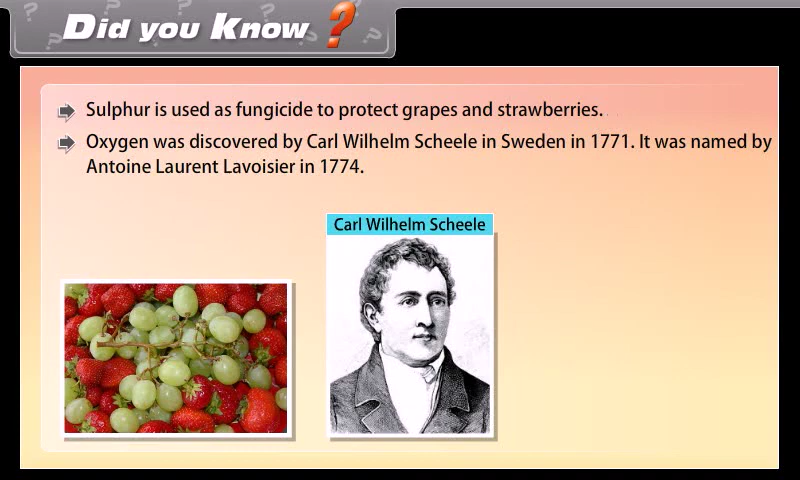 Did you Know ?
Sulphur is used as fungicide to protect grapes and strawberries.
Oxygen was discovered by Carl Wilhelm Scheele in Sweden in 1771. It was named by
Antoine Laurent Lavoisier in 1774.
Carl Wilhelm Scheele